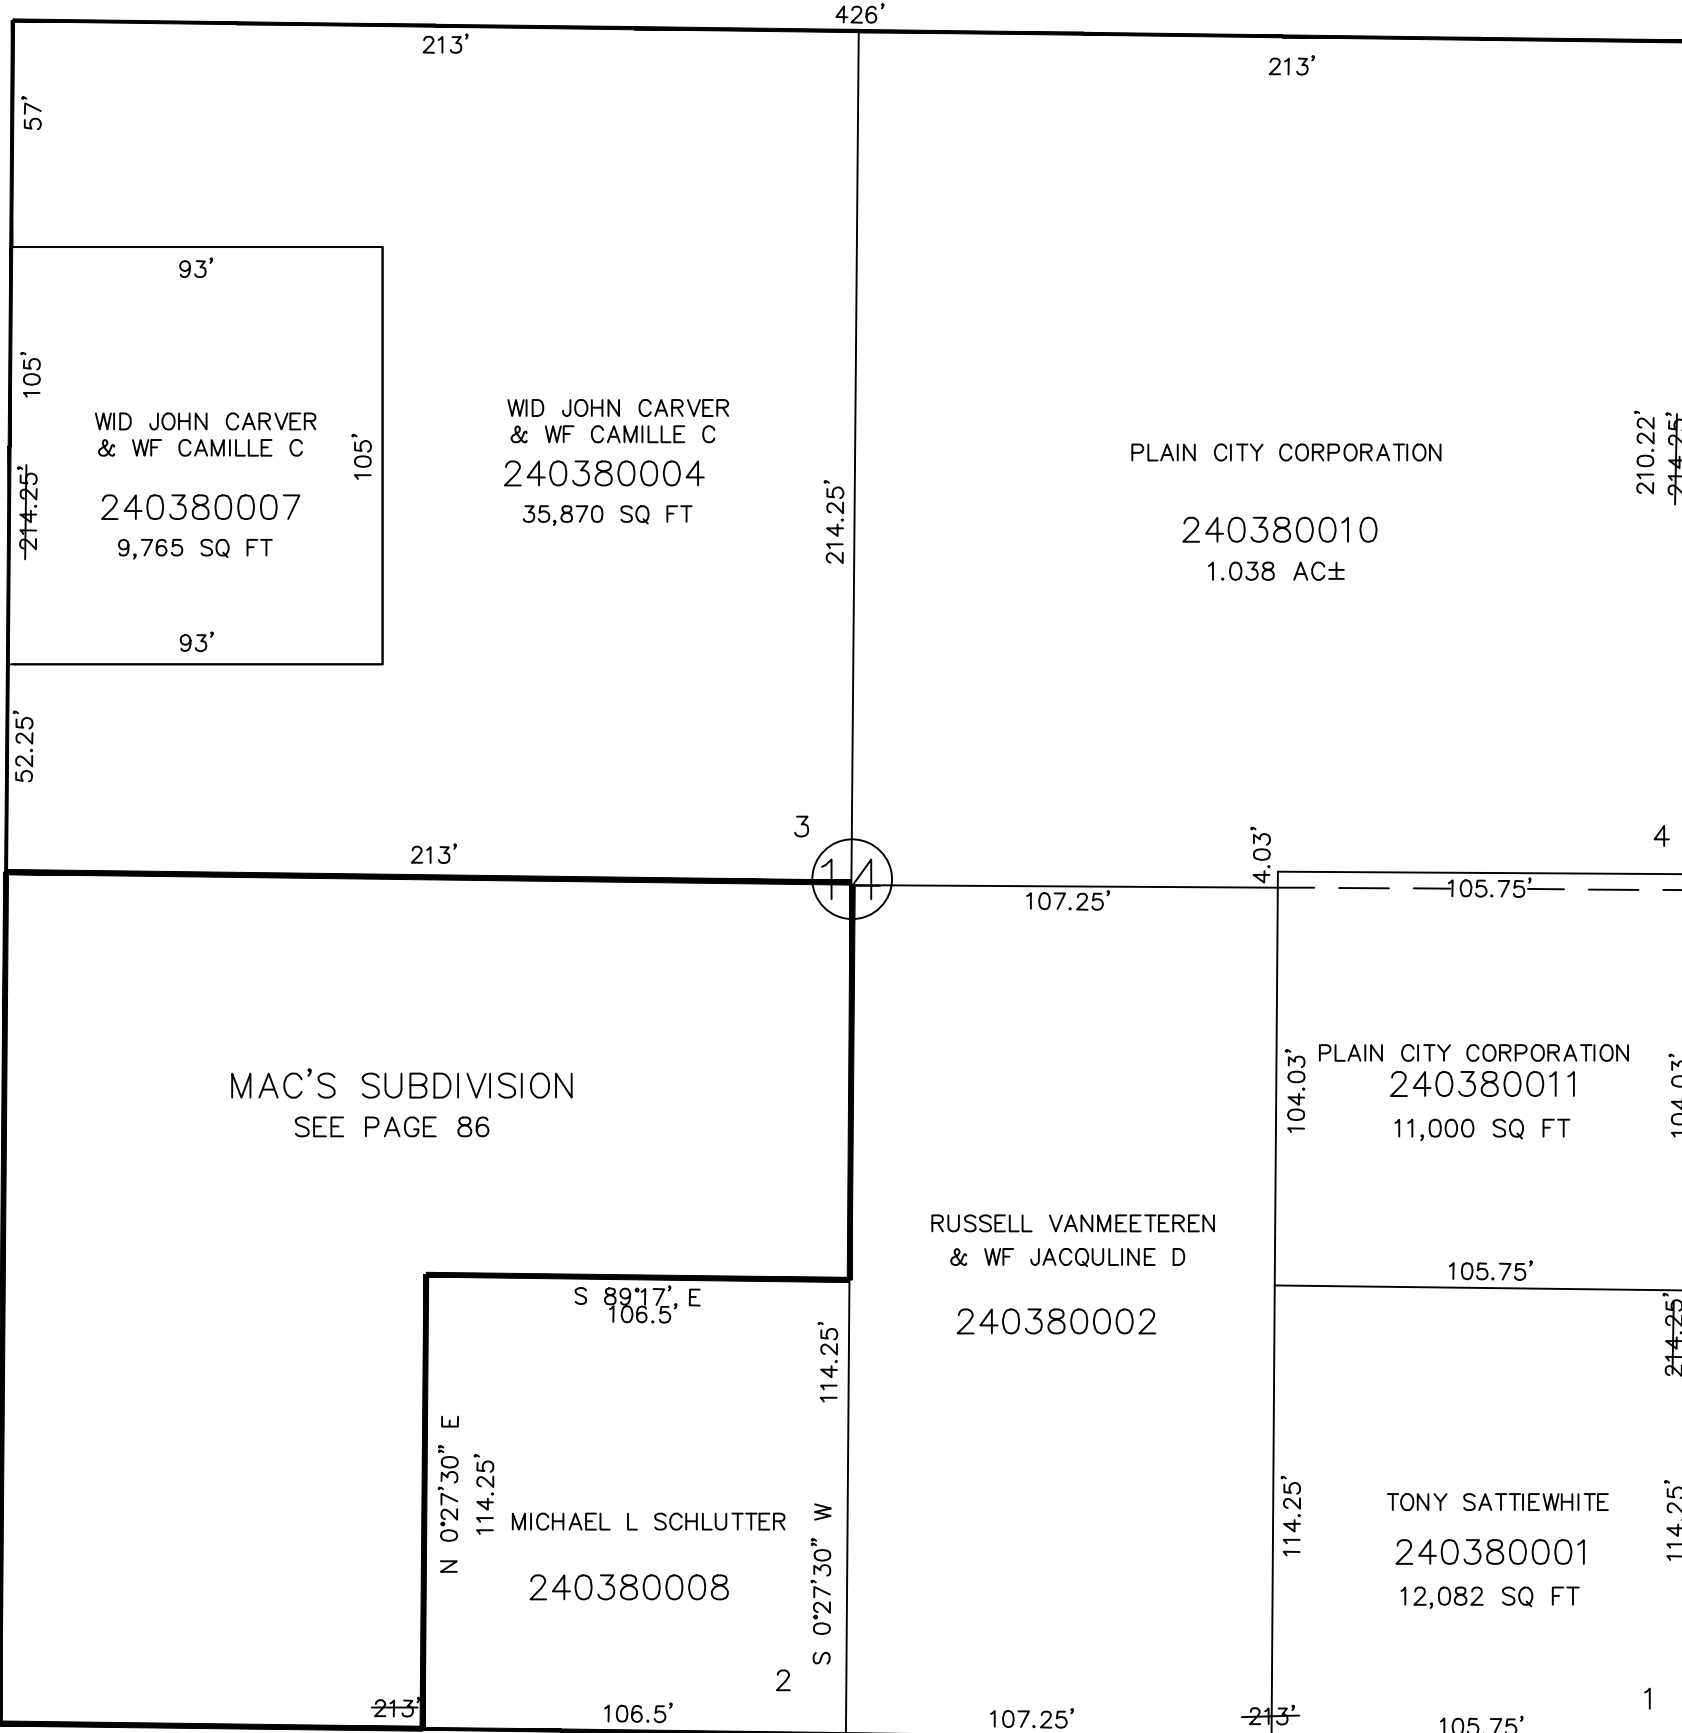 426'
213'
213'
57'
93'
105'
WID JOHN CARVER
& WF CAMILLE C
240380007
9,765 SQ FT
105'
214.25'
93'
52.25'
WID JOHN CARVER
& WF CAMILLE C
240380004
35,870 SQ FT
214.25'
PLAIN CITY CORPORATION
240380010
1.038 AC±
210.22'
214.25'
3
213'
14
4.03'
4
107.25'
105.75'
MAC'S SUBDIVISION
SEE PAGE 86
104.03'
PLAIN CITY CORPORATION
240380011
11,000 SQ FT
104.03'
RUSSELL VANMEETEREN
& WF JACQULINE D
240380002
105.75'
S 89°17' E
106.5'
114.25'
214.25'
N 0°27'30" E
114.25'
MICHAEL L SCHLUTTER
240380008
S 0°27'30" W
2
114.25'
TONY SATTIEWHITE
240380001
12,082 SQ FT
114.25'
1
213'
106.5'
107.25'
213'
105.75'